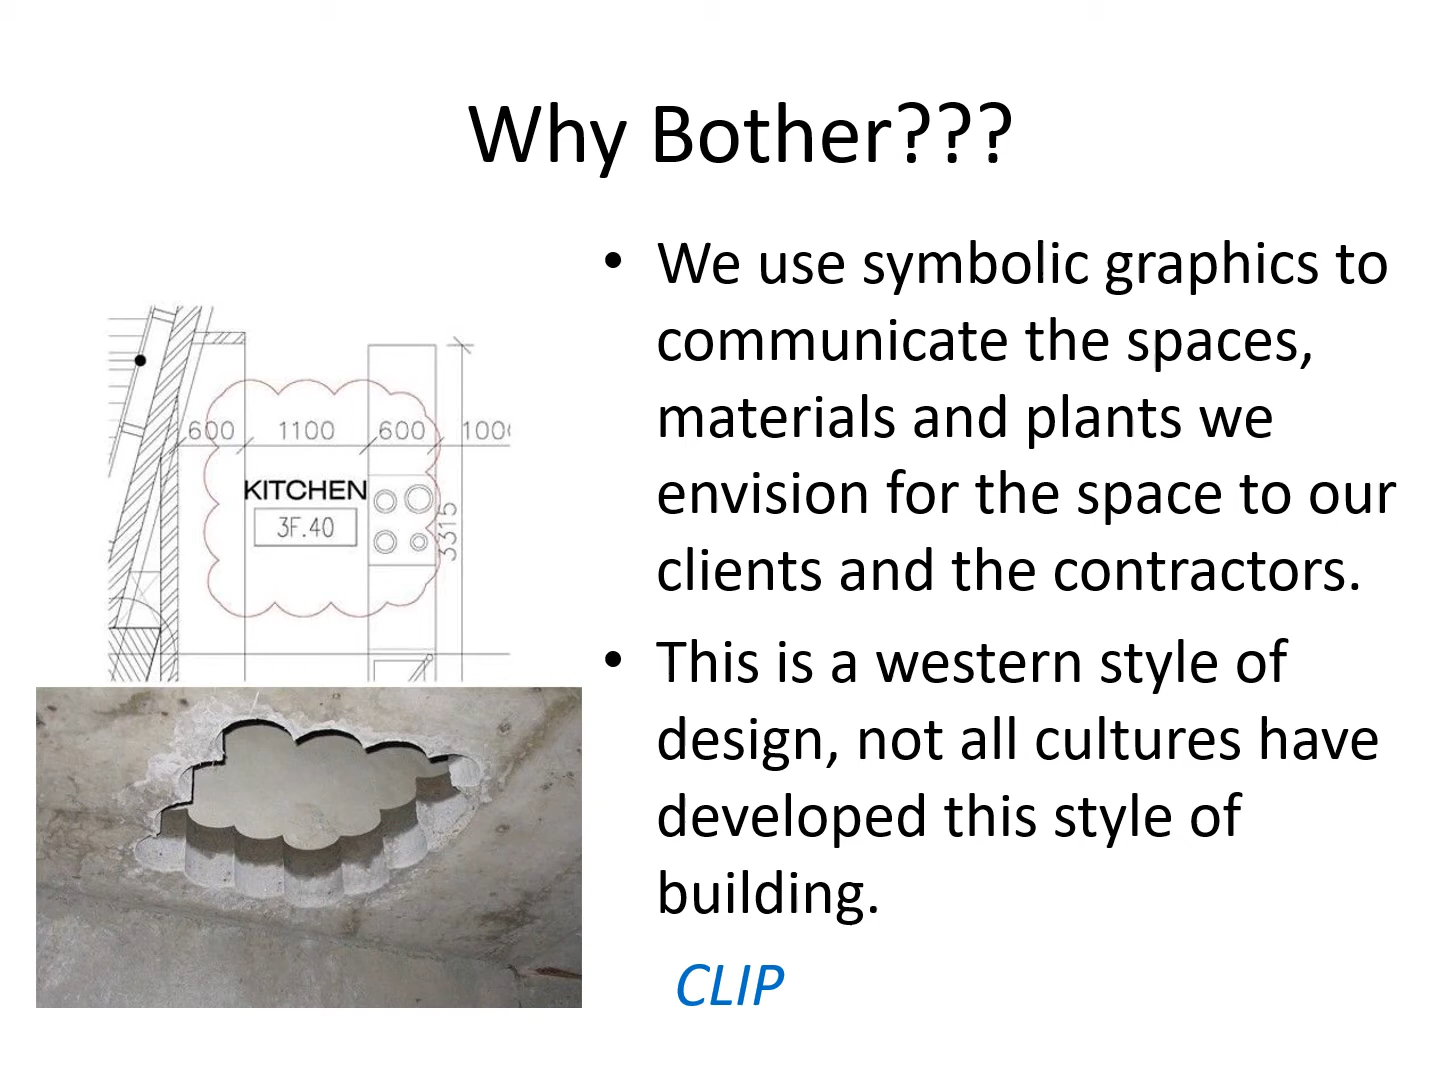 Why Bother???
600 1100 600 100
KITCHEN
3F.40
3315
• We use symbolic graphics to
communicate the spaces,
materials and plants we
envision for the space to our
clients and the contractors.
• This is a western style of
design, not all cultures have
developed this style of
building.
CLIP